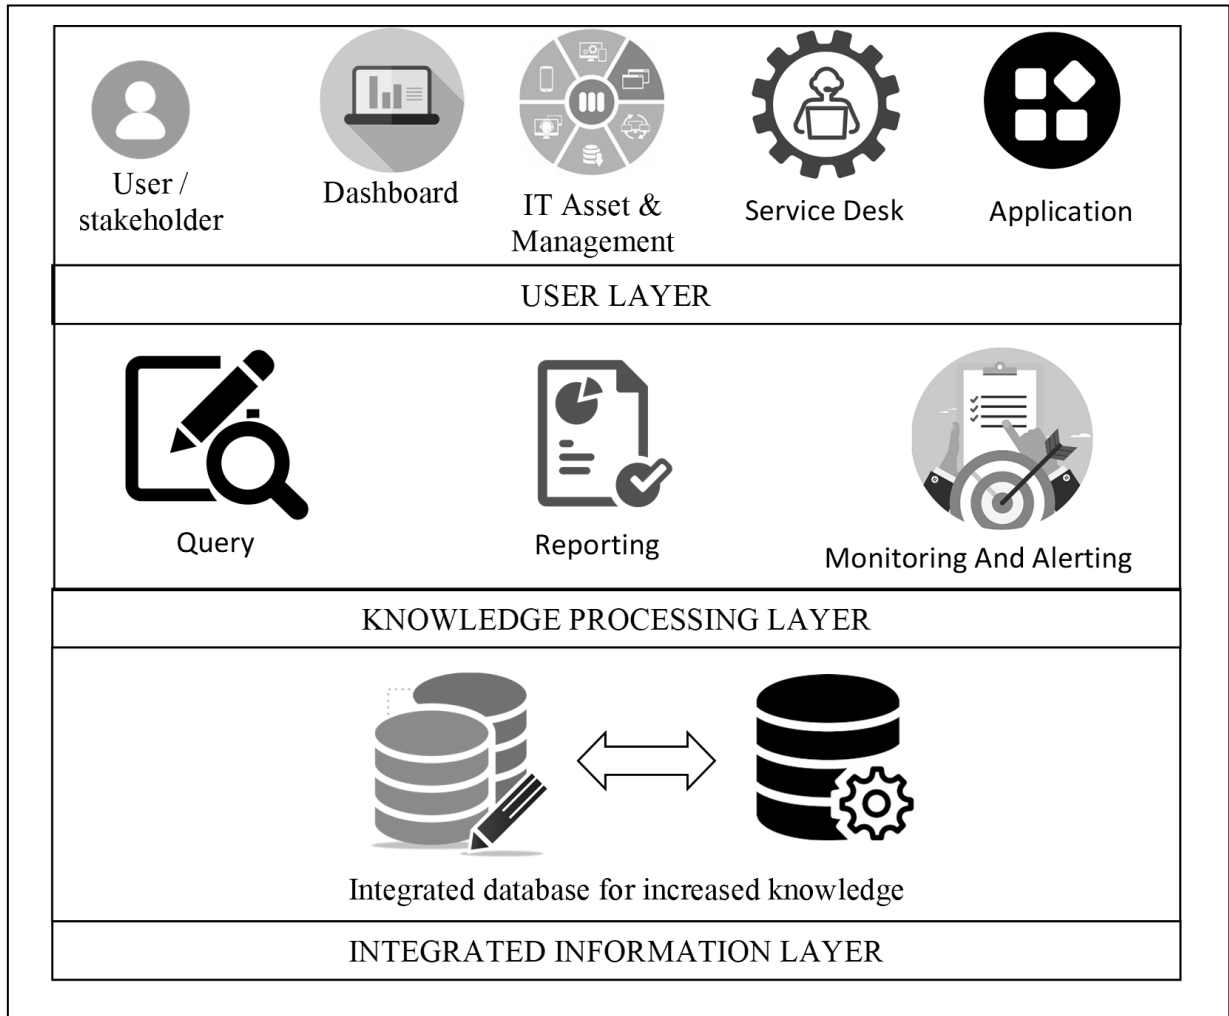 User /
stakeholder
Dashboard
IT Asset &
Management
Service Desk
Application
USER LAYER
Query
Reporting
Monitoring And Alerting
KNOWLEDGE PROCESSING LAYER
Integrated database for increased knowledge
INTEGRATED INFORMATION LAYER